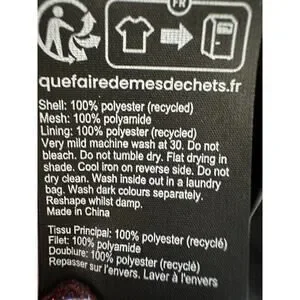 FR
quefairedemesdechets.fr
Shell: 100% polyester (recycled)
Mesh: 100% polyamide
Lining: 100% polyester (recycled)
Very mild machine wash at 30. Do not
bleach. Do not tumble dry. Flat drying in
shade. Cool iron on reverse side. Do not
dry clean. Wash inside out in a laundry
bag. Wash dark colours separately.
Reshape whilst damp.
Made in China
Tissu Principal: 100% polyester (recyclé)
Filet: 100% polyamide
Doublure: 100% polyester (recyclé)
Repasser sur l'envers. Laver à l'envers